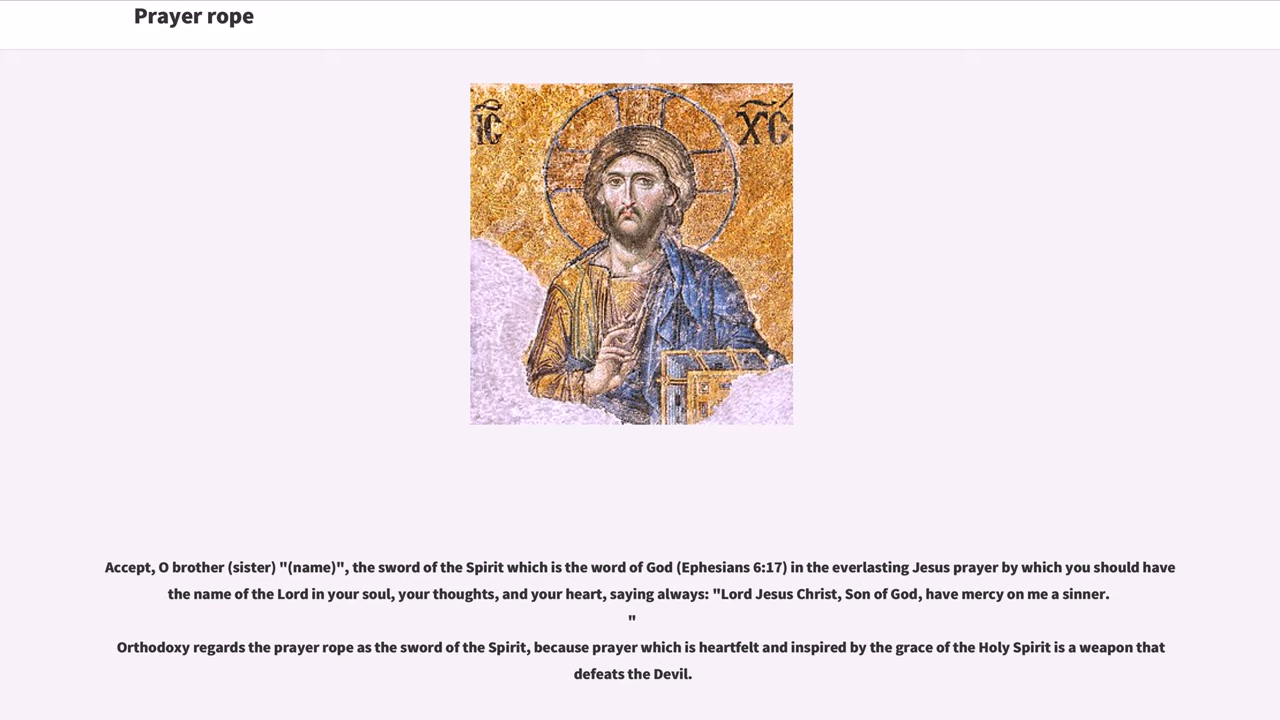 Prayer rope
ΙC
ΧC
Accept, O brother (sister) "(name)", the sword of the Spirit which is the word of God (Ephesians 6:17) in the everlasting Jesus prayer by which you should have
the name of the Lord in your soul, your thoughts, and your heart, saying always: "Lord Jesus Christ, Son of God, have mercy on me a sinner.
"
Orthodoxy regards the prayer rope as the sword of the Spirit, because prayer which is heartfelt and inspired by the grace of the Holy Spirit is a weapon that
defeats the Devil.